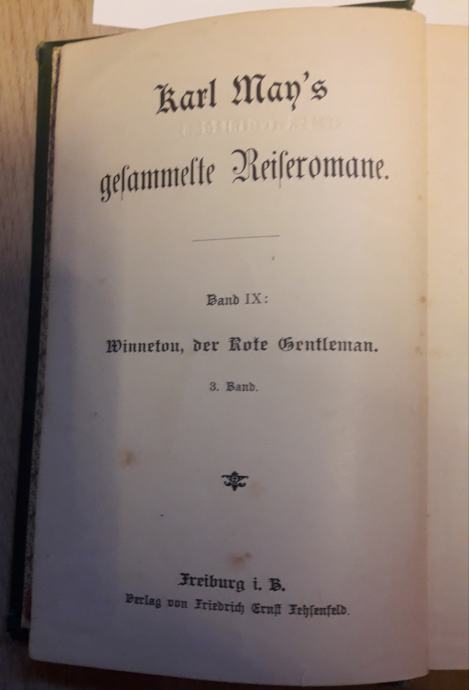 Karl May's
gesammelte Reiseromane.
Band IX:
Winnetou, der Rote Gentleman.
3. Band.
Freiburg i. B.
Verlag von Friedrich Ernst Fehsenfeld.